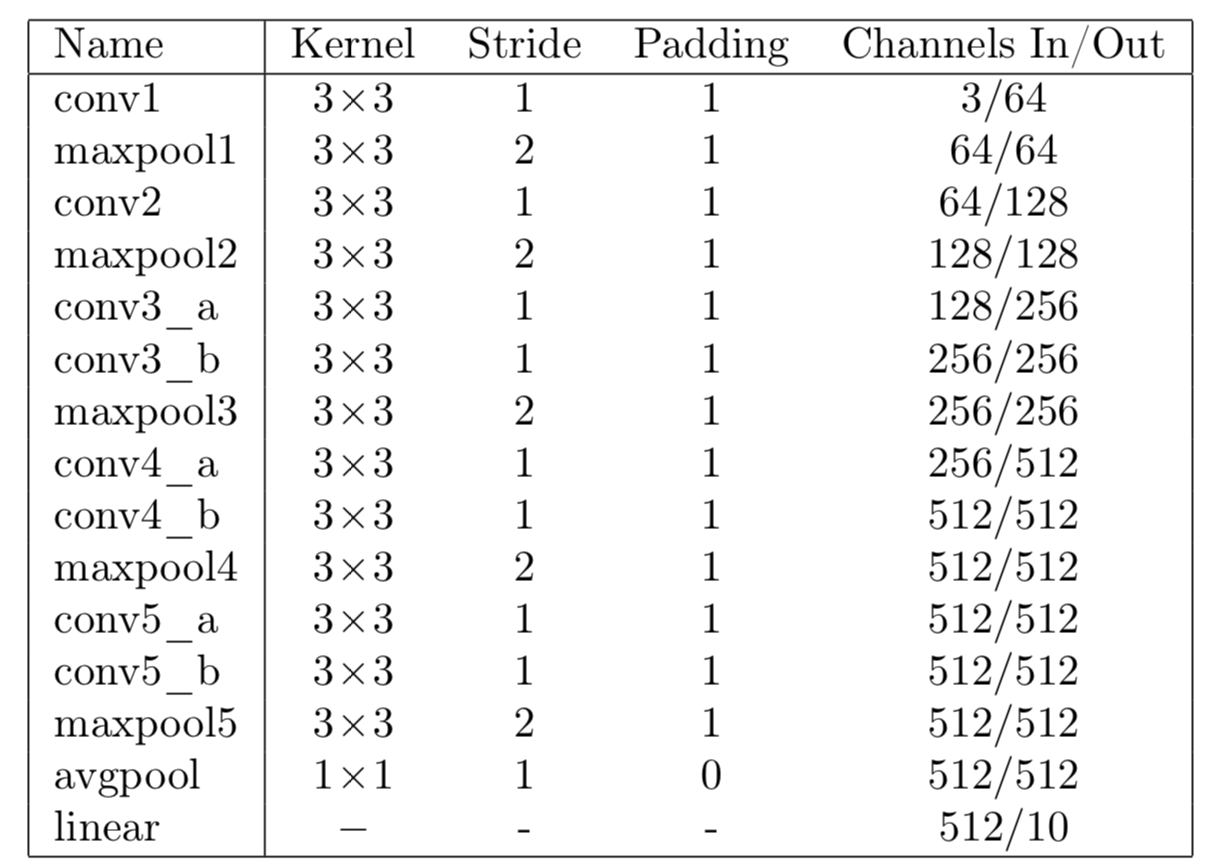 Name Kernel Stride Padding Channels In/Out
conv1 3×3 1 1 3/64
maxpool1 3×3 2 1 64/64
conv2 3×3 1 1 64/128
maxpool2 3×3 2 1 128/128
conv3_a 3×3 1 1 128/256
conv3_b 3×3 1 1 256/256
maxpool3 3×3 2 1 256/256
conv4_a 3×3 1 1 256/512
conv4_b 3×3 1 1 512/512
maxpool4 3×3 2 1 512/512
conv5_a 3×3 1 1 512/512
conv5_b 3×3 1 1 512/512
maxpool5 3×3 2 1 512/512
avgpool 1×1 1 0 512/512
linear – - - 512/10